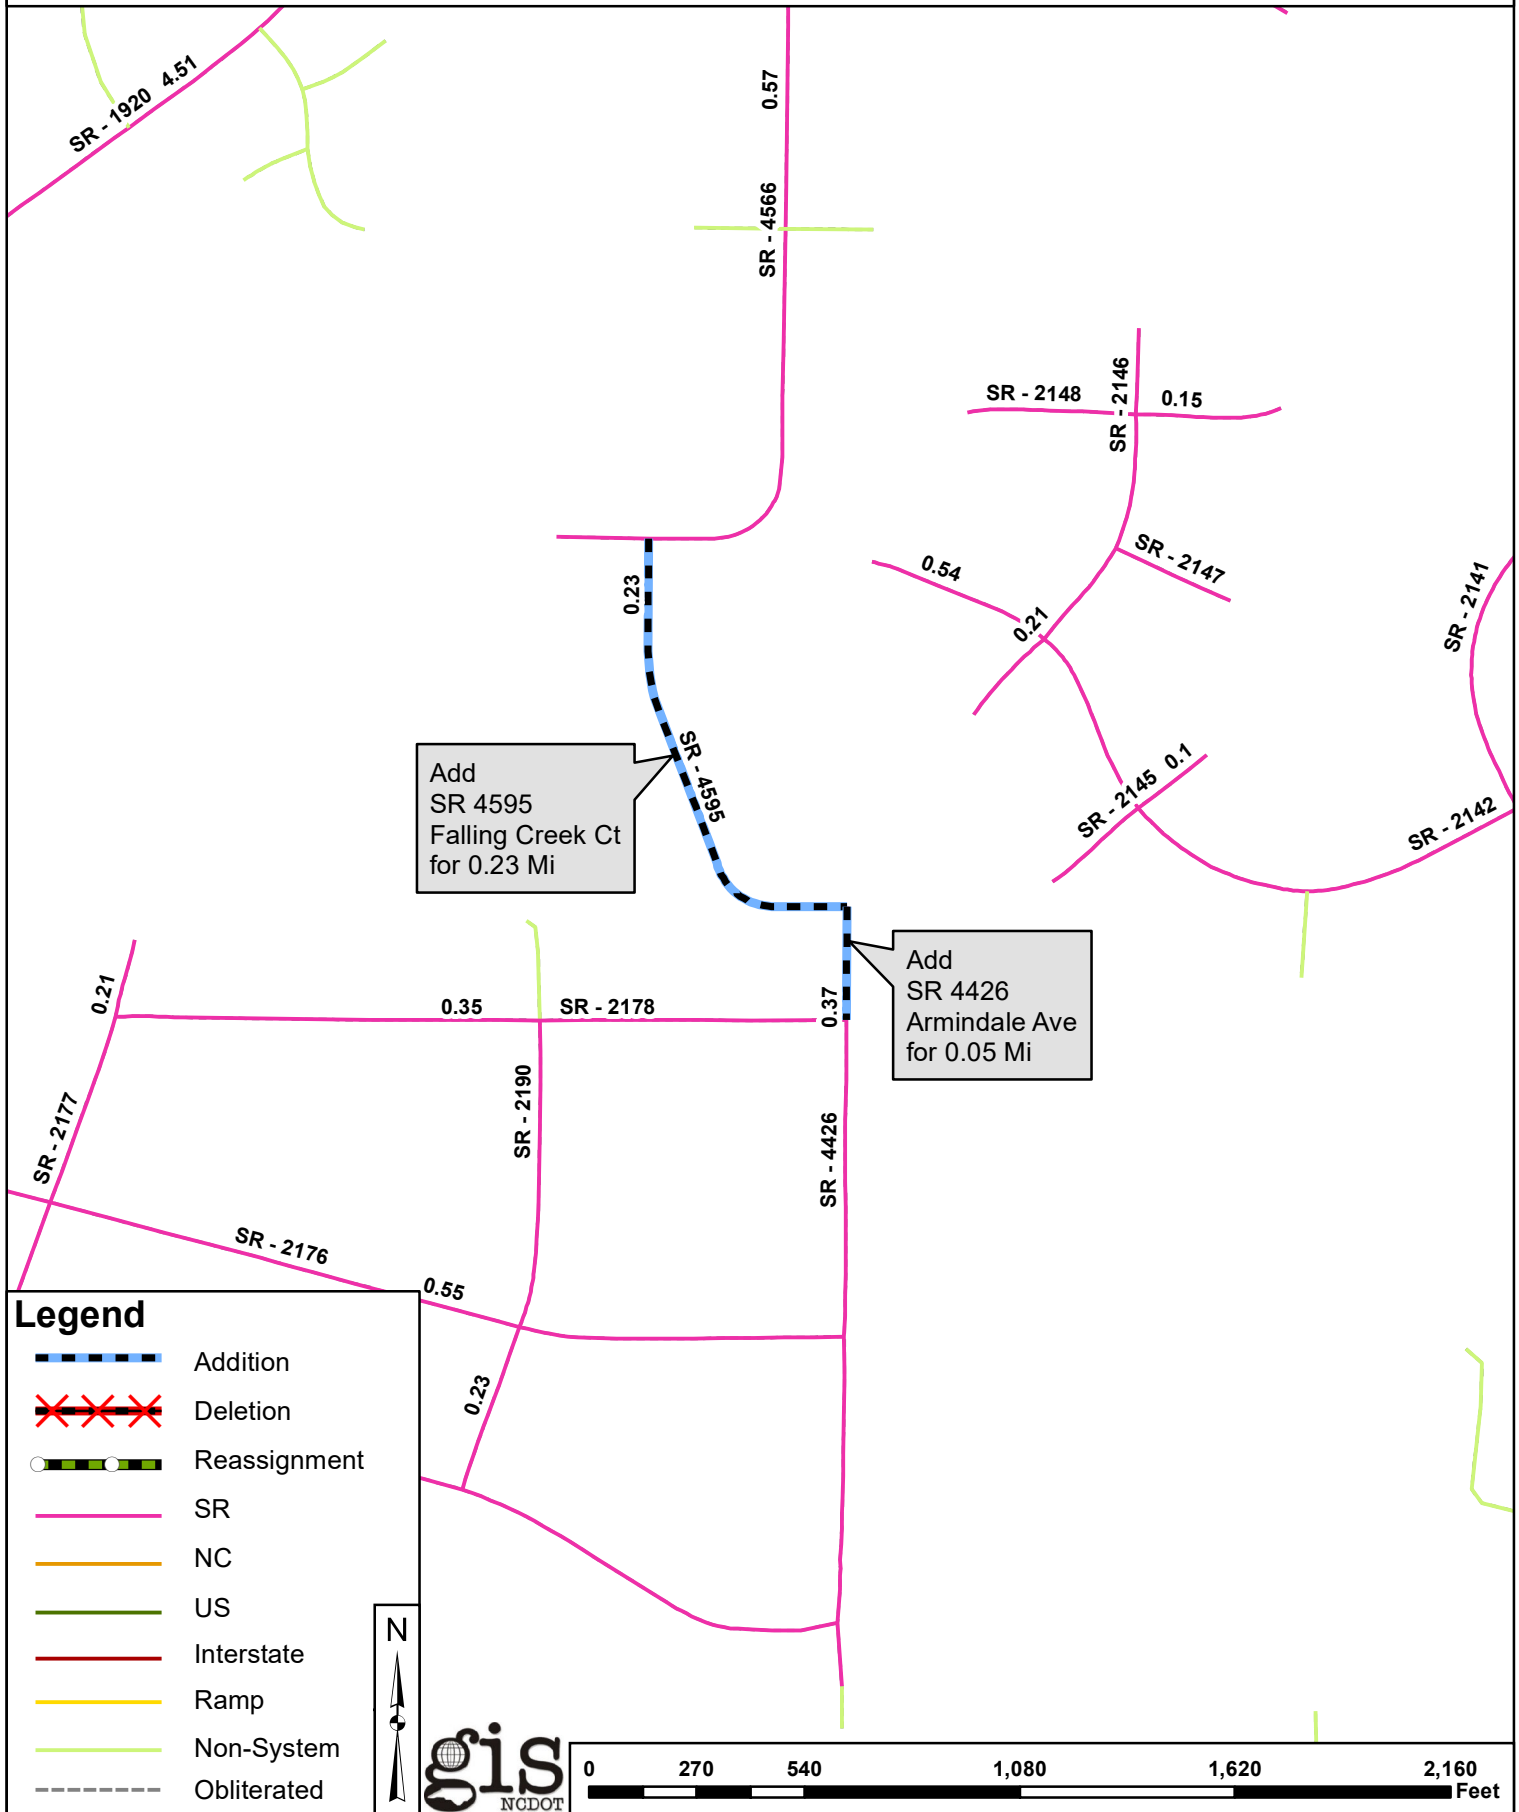 0.57
SR - 1920 4.51
SR - 4566
SR - 2146
SR - 2148
0.15
SR - 2147
0.54
0.23
0.21
SR - 2141
SR - 4595
Add
SR 4595
Falling Creek Ct
for 0.23 Mi
SR - 2145 0.1
SR - 2142
Add
SR 4426
Armindale Ave
for 0.05 Mi
0.21
0.35
SR - 2178
0.37
SR - 2177
SR - 2190
SR - 4426
SR - 2176
0.55
0.23
Legend
Addition
Deletion
Reassignment
SR
NC
US
Interstate
Ramp
Non-System
Obliterated
N
gis
NCDOT
0 270 540 1,080 1,620 2,160
Feet